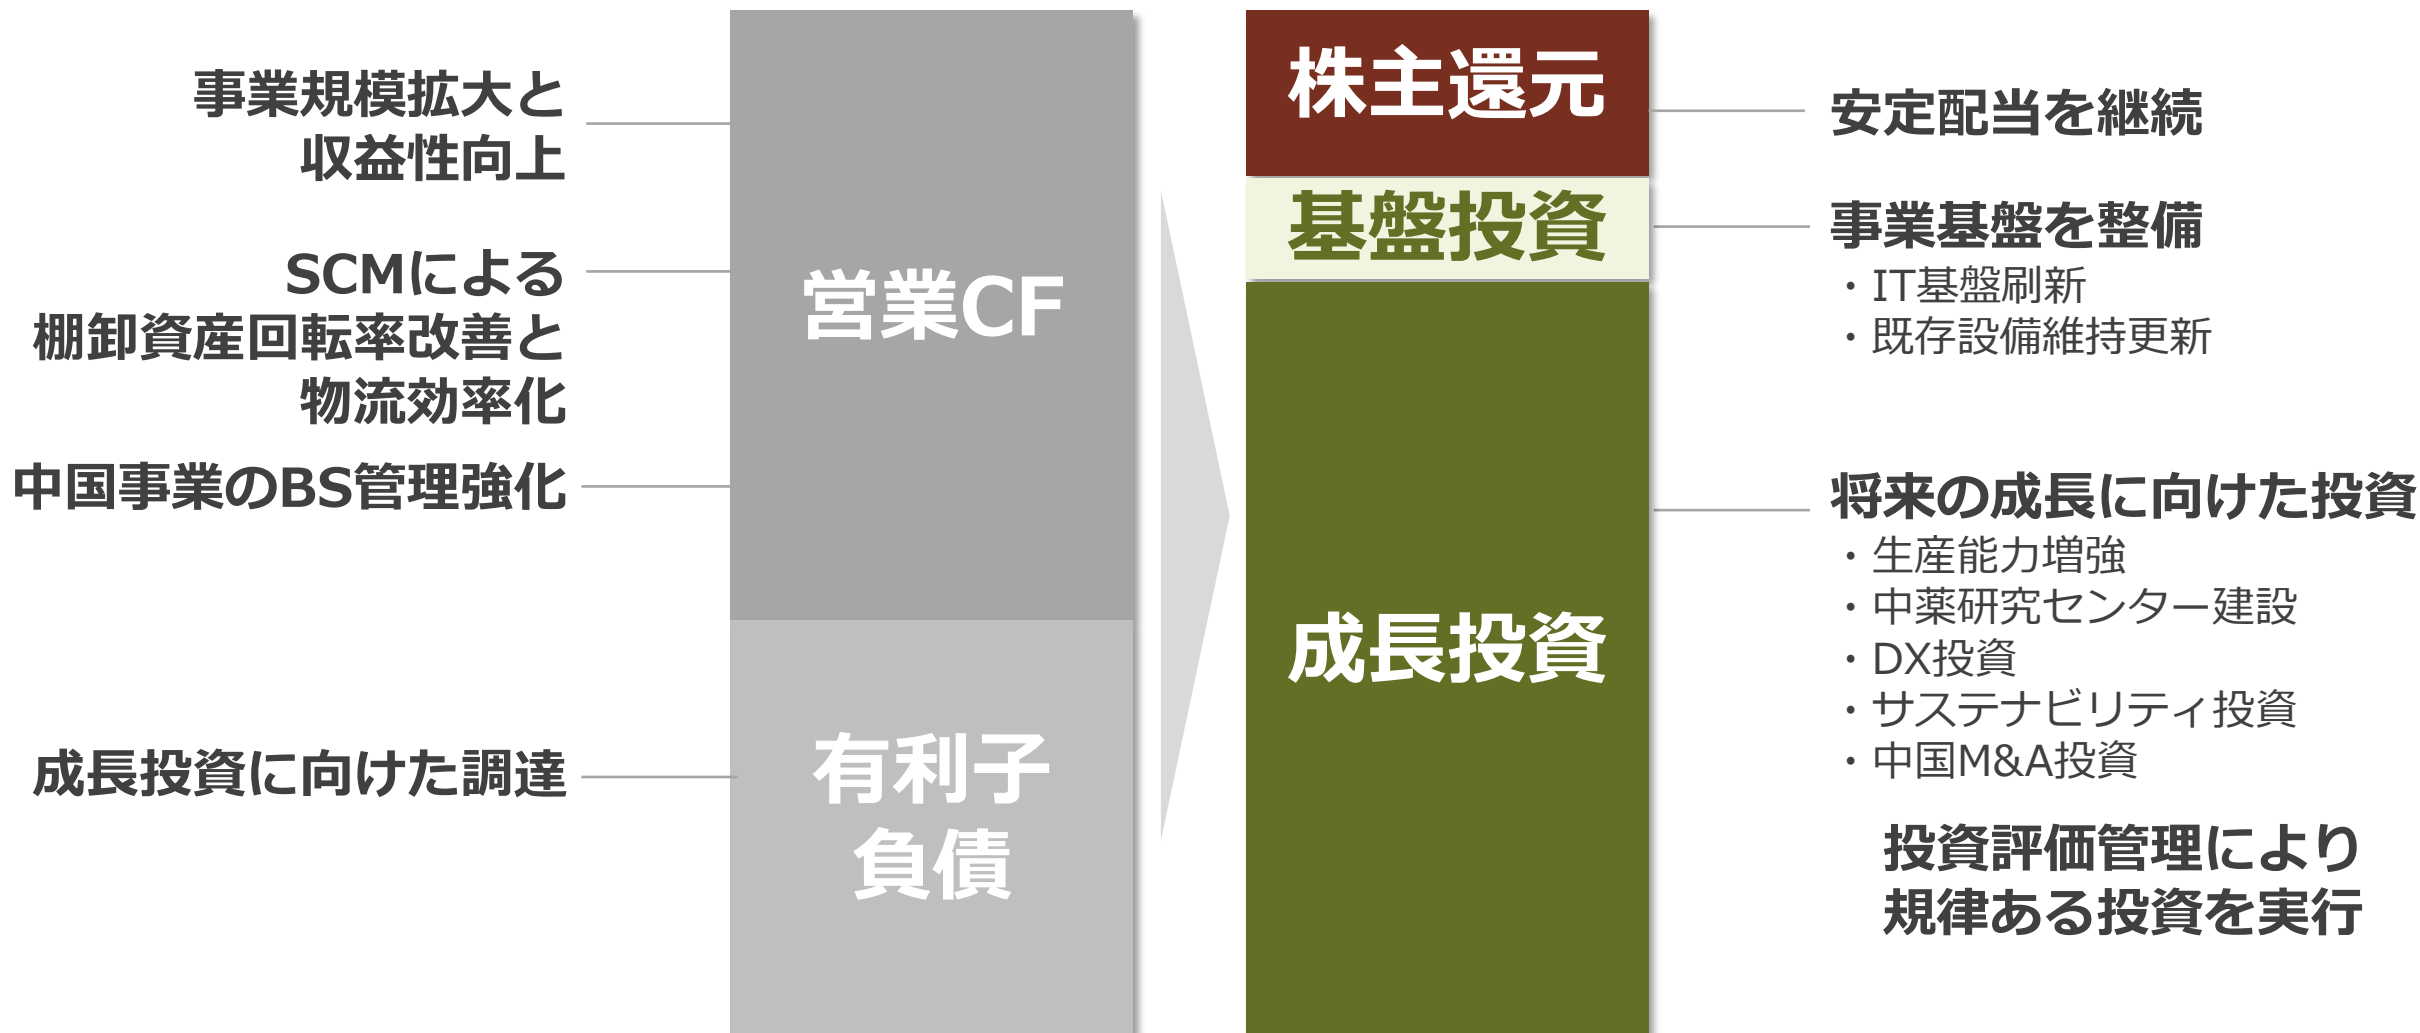 事業規模拡大と
収益性向上
SCMによる
棚卸資産回転率改善と
物流効率化
中国事業のBS管理強化
成長投資に向けた調達
営業CF
有利子
負債
株主還元
基盤投資
成長投資
安定配当を継続
事業基盤を整備
・IT基盤刷新
・既存設備維持更新
将来の成長に向けた投資
・生産能力増強
・中薬研究センター建設
・DX投資
・サステナビリティ投資
・中国M&A投資
投資評価管理により
規律ある投資を実行